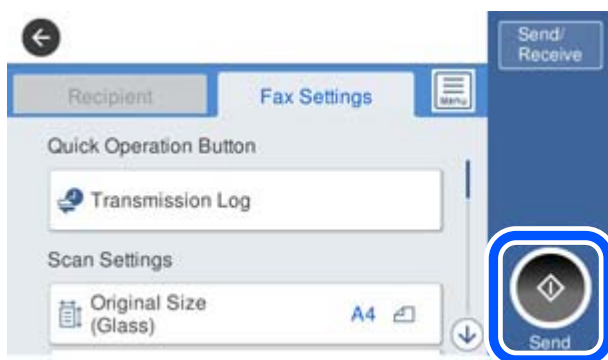 Send/
Receive
Recipient
Fax Settings
Menu
Quick Operation Button
Transmission Log
Scan Settings
Original Size
(Glass)
A4
Send